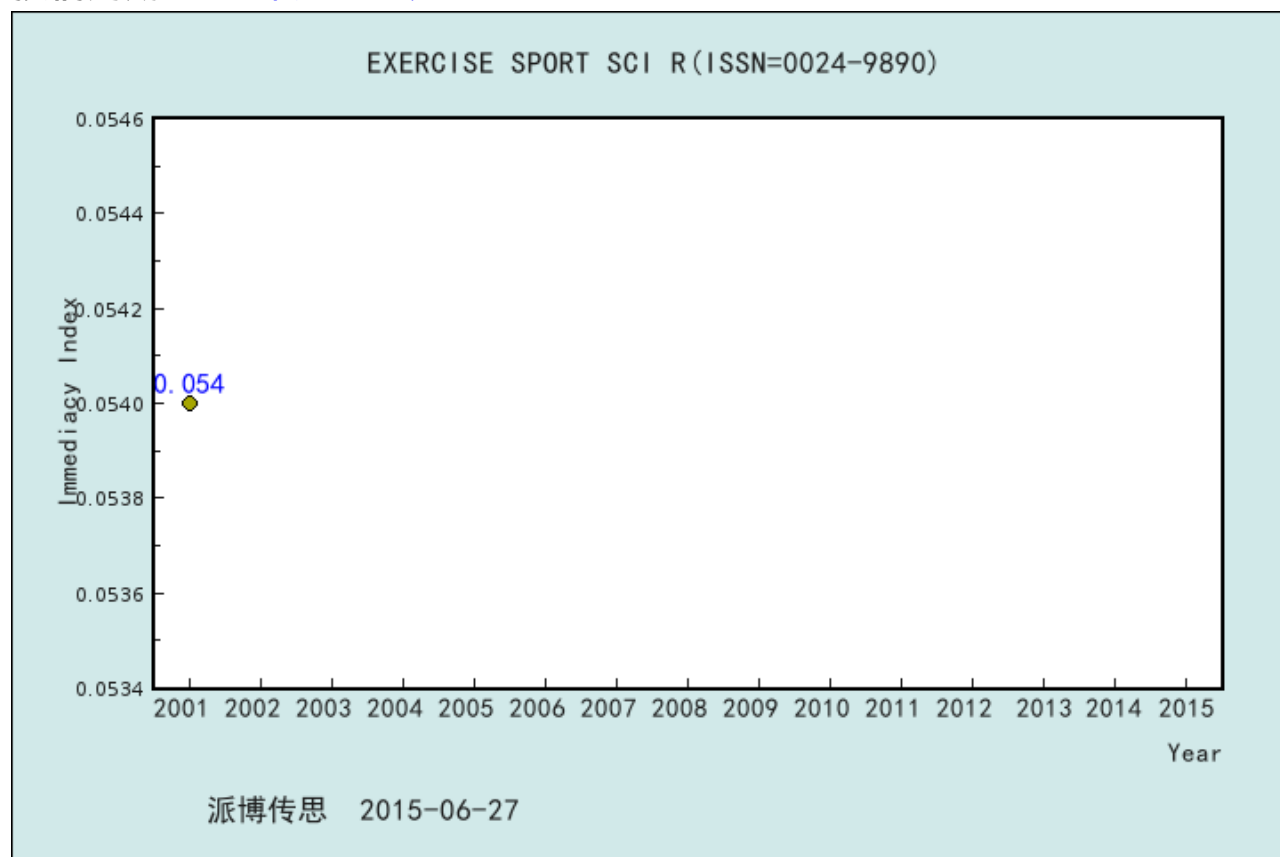 EXERCISE SPORT SCI R(ISSN=0024-9890)
0.0546
0.0544
0.0542
0.0540
0.0538
0.0536
0.0534
Immediacy Index
0.054
2001 2002 2003 2004 2005 2006 2007 2008 2009 2010 2011 2012 2013 2014 2015
Year
派博传思 2015-06-27